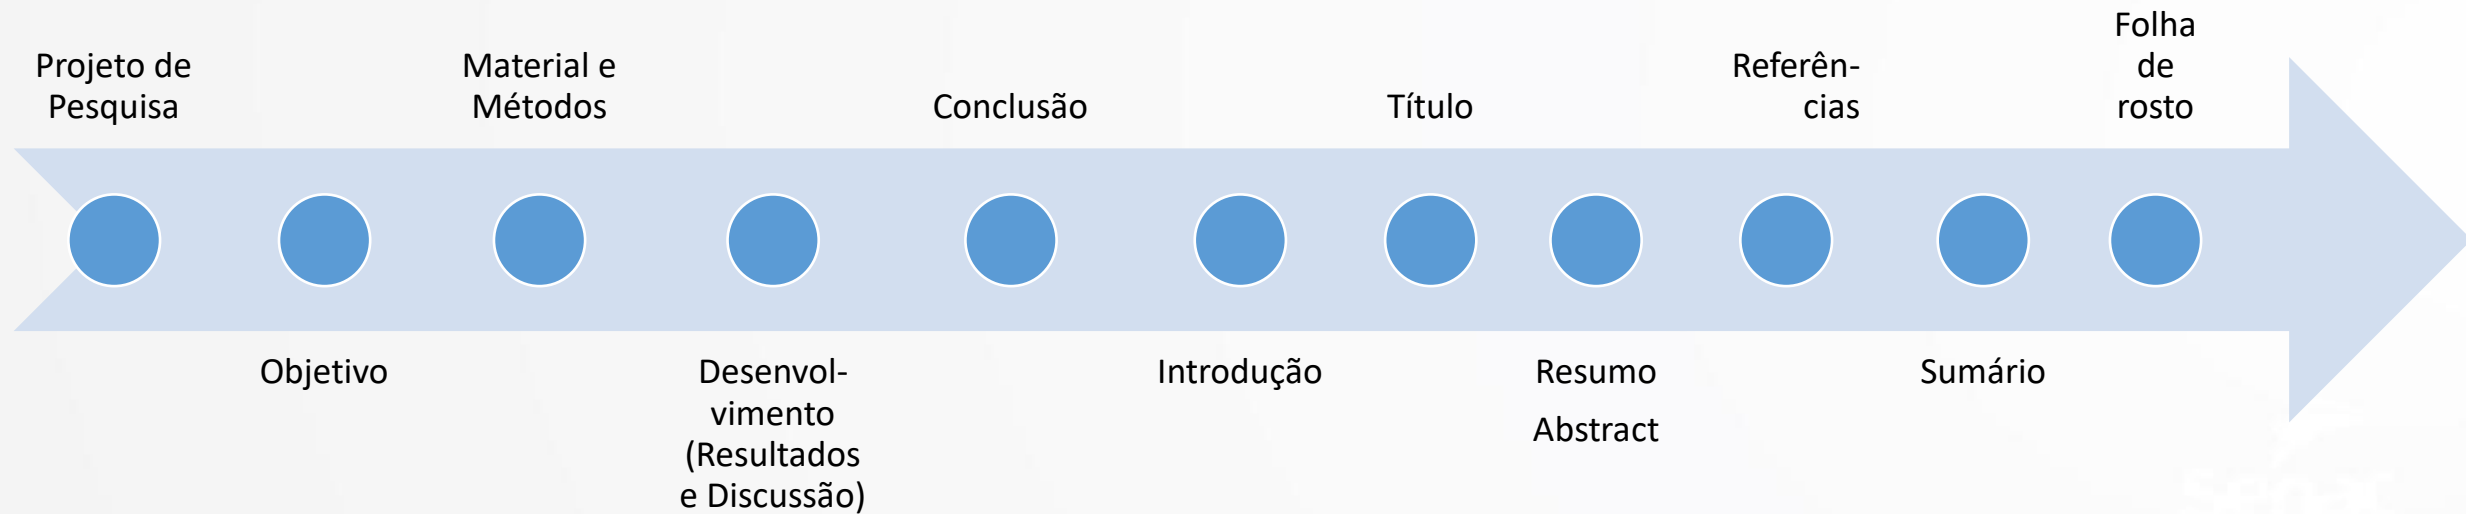 Projeto de
Pesquisa
Objetivo
Material e
Métodos
Desenvol-
vimento
(Resultados
e Discussão)
Conclusão
Introdução
Título
Resumo
Abstract
Referên-
cias
Sumário
Folha
de
rosto
senac